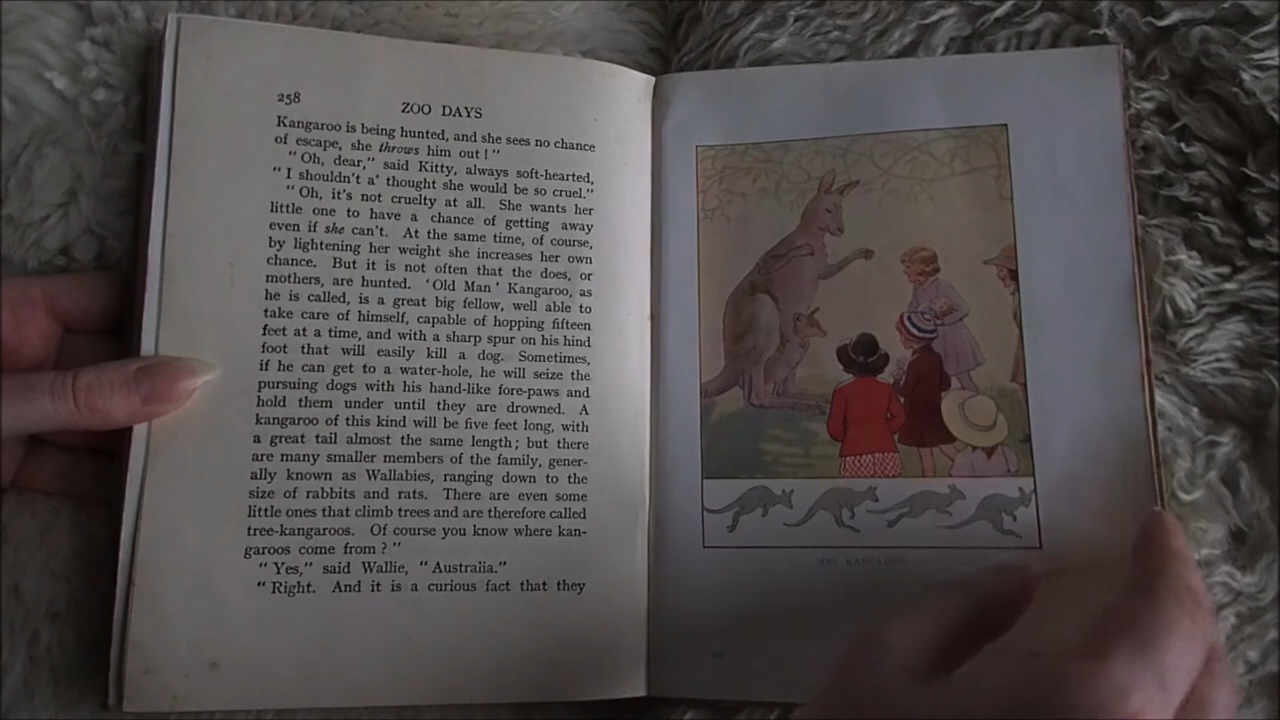 258
ZOO DAYS
Kangaroo is being hunted, and she sees no chance
of escape, she throws him out ! ”
“ Oh, dear,” said Kitty, always soft-hearted,
“ I shouldn't a' thought she would be so cruel.”
“ Oh, it's not cruelty at all. She wants her
little one to have a chance of getting away
even if she can't. At the same time, of course,
by lightening her weight she increases her own
chance. But it is not often that the does, or
mothers, are hunted. ‘ Old Man ’ Kangaroo, as
he is called, is a great big fellow, well able to
take care of himself, capable of hopping fifteen
feet at a time, and with a sharp spur on his hind
foot that will easily kill a dog. Sometimes,
if he can get to a water-hole, he will seize the
pursuing dogs with his hand-like fore-paws and
hold them under until they are drowned. A
kangaroo of this kind will be five feet long, with
a great tail almost the same length ; but there
are many smaller members of the family, gener-
ally known as Wallabies, ranging down to the
size of rabbits and rats. There are even some
little ones that climb trees and are therefore called
tree-kangaroos. Of course you know where kan-
garoos come from ? ”
“ Yes,” said Wallie, “ Australia.”
“ Right. And it is a curious fact that they
KANGAROO